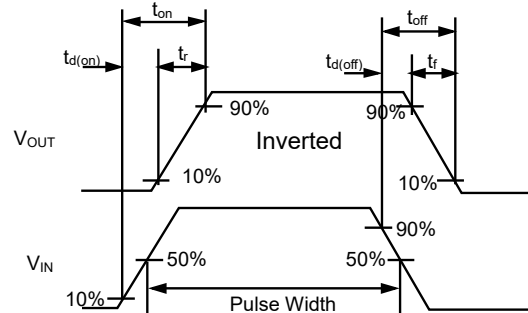 ton
toff
td(on)
tr
td(off)
tf
90%
90%
VOUT
Inverted
10%
10%
90%
50%
50%
VIN
10%
Pulse Width